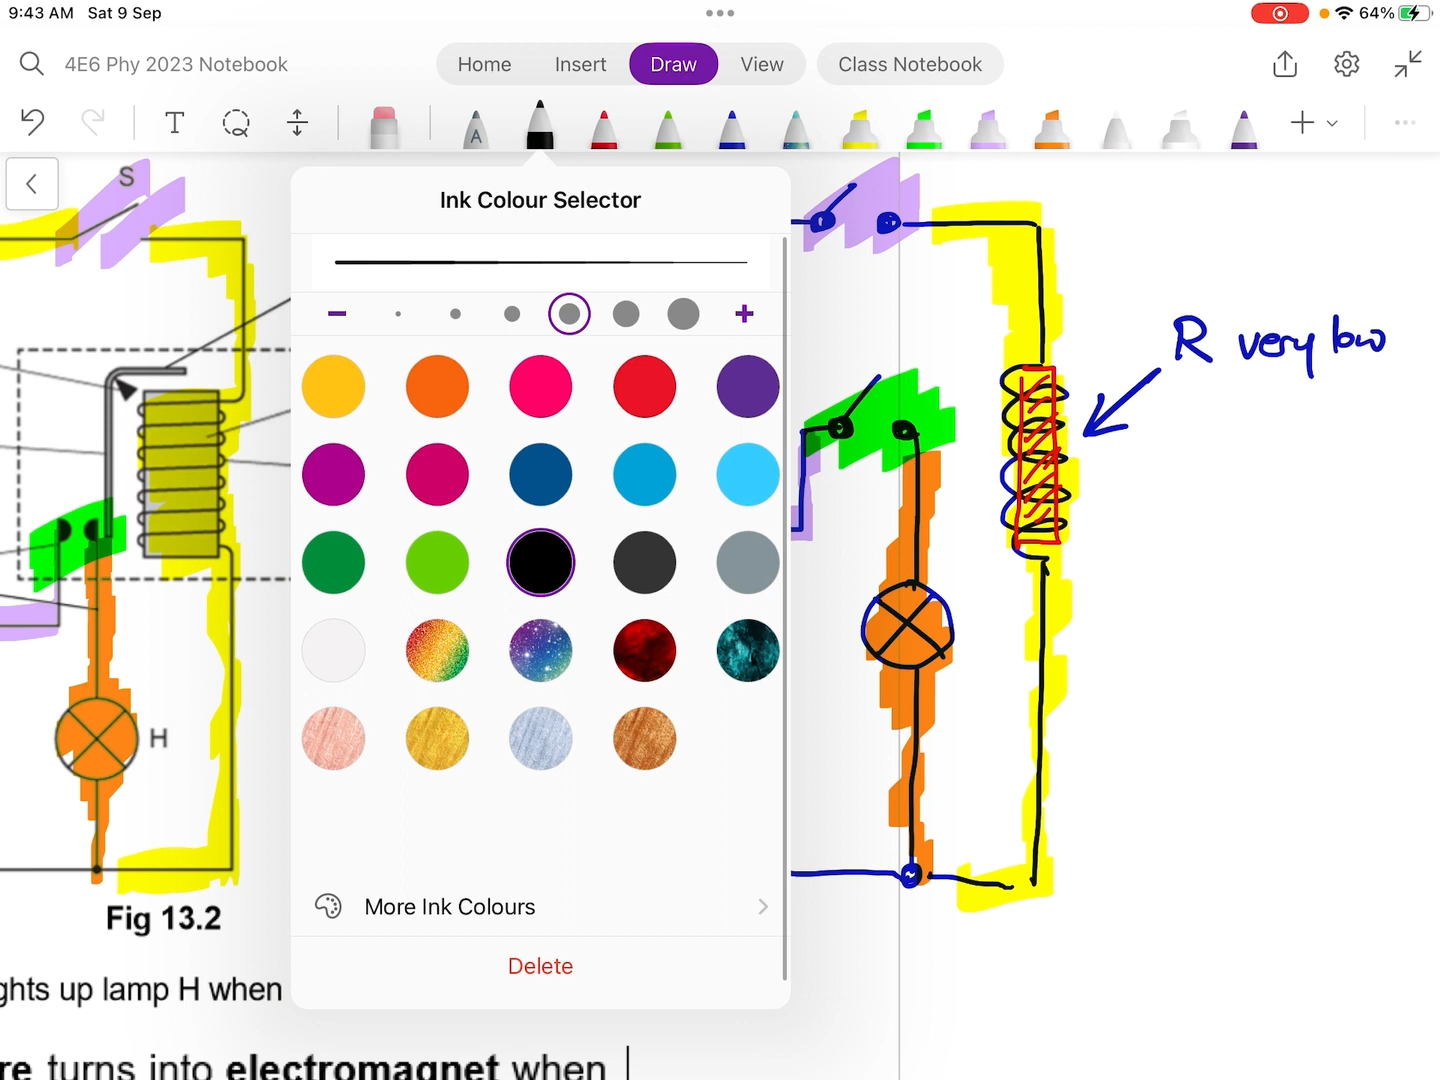 9:43 AM Sat 9 Sep
64%
4E6 Phy 2023 Notebook
Home Insert Draw View Class Notebook
T
A
S
Ink Colour Selector
R very low
H
More Ink Colours
Fig 13.2
Delete
ghts up lamp H when
re turns into electromagnet when